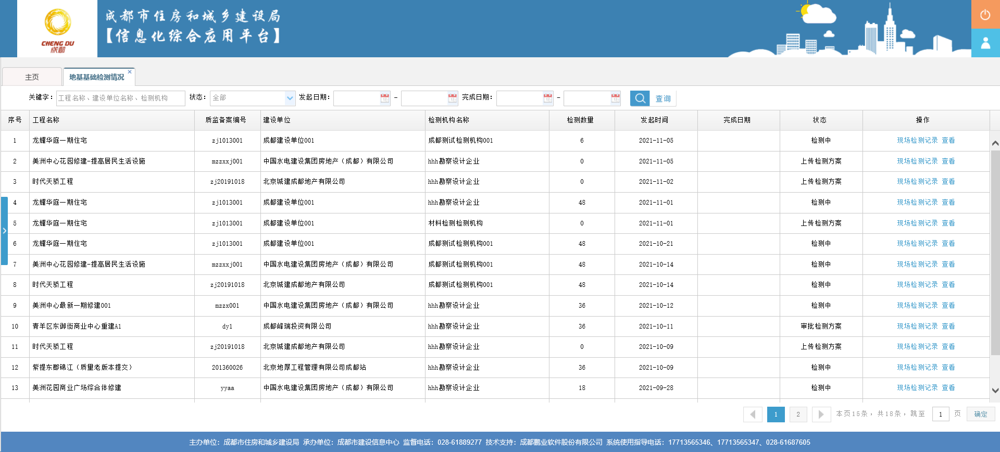 CHENG DU
成都
成都市住房和城乡建设局
【信息化综合应用平台】
主页
地基基础检测情况
关键字： 工程名称、建设单位名称、检测机构 状态： 全部 发起日期： - 完成日期： - 查询
序号 工程名称 质监备案编号 建设单位 检测机构名称 检测数量 发起时间 完成日期 状态 操作
1 龙耀华庭一期住宅 zj1013001 成都建设单位001 成都测试检测机构001 6 2021-11-05 检测中 现场检测记录 查看
2 美洲中心花园修建-提高居民生活设施 mzzxxj001 中国水电建设集团房地产（成都）有限公司 hhh勘察设计企业 0 2021-11-05 上传检测方案 现场检测记录 查看
3 时代天骄工程 zj20191018 北京城建成都地产有限公司 hhh勘察设计企业 0 2021-11-02 上传检测方案 现场检测记录 查看
4 龙耀华庭一期住宅 zj1013001 成都建设单位001 hhh勘察设计企业 48 2021-11-01 检测中 现场检测记录 查看
5 龙耀华庭一期住宅 zj1013001 成都建设单位001 材料检测检测机构 0 2021-11-01 上传检测方案 现场检测记录 查看
6 龙耀华庭一期住宅 zj1013001 成都建设单位001 成都测试检测机构001 48 2021-10-21 检测中 现场检测记录 查看
7 美洲中心花园修建-提高居民生活设施 mzzxxj001 中国水电建设集团房地产（成都）有限公司 成都测试检测机构001 48 2021-10-14 检测中 现场检测记录 查看
8 时代天骄工程 zj20191018 北京城建成都地产有限公司 成都测试检测机构001 48 2021-10-14 检测中 现场检测记录 查看
9 美洲中心最新一期修建001 mzzx001 中国水电建设集团房地产（成都）有限公司 hhh勘察设计企业 36 2021-10-12 检测中 现场检测记录 查看
10 青羊区东御街商业中心重建A1 dy1 成都峰瑞投资有限公司 hhh勘察设计企业 36 2021-10-11 审批检测方案 现场检测记录 查看
11 时代天骄工程 zj20191018 北京城建成都地产有限公司 hhh勘察设计企业 0 2021-10-09 上传检测方案 现场检测记录 查看
12 紫提东郡锦江（质量老版本提交） 201360026 北京地厚工程管理有限公司成都站 hhh勘察设计企业 36 2021-10-09 检测中 现场检测记录 查看
13 美洲花园商业广场综合体修建 yyaa 中国水电建设集团房地产（成都）有限公司 hhh勘察设计企业 18 2021-09-28 检测中 现场检测记录 查看
1 2 本页15条，共18条，跳至 1 页 确定
主办单位：成都市住房和城乡建设局 承办单位：成都市建设信息中心 监督电话：028-61889277 技术支持：成都鹏业软件股份有限公司 系统使用指导电话：17713565346、17713565347、028-61687605